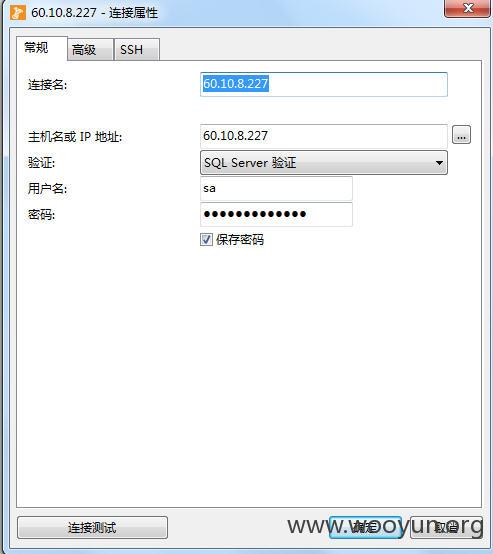 60.10.8.227 - 连接属性
常规 高级 SSH
连接名: 60.10.8.227
主机名或 IP 地址: 60.10.8.227 ...
验证: SQL Server 验证
用户名: sa
密码: ●●●●●●●●●●●●●
保存密码
连接测试 确定 取消
www.wooyun.org